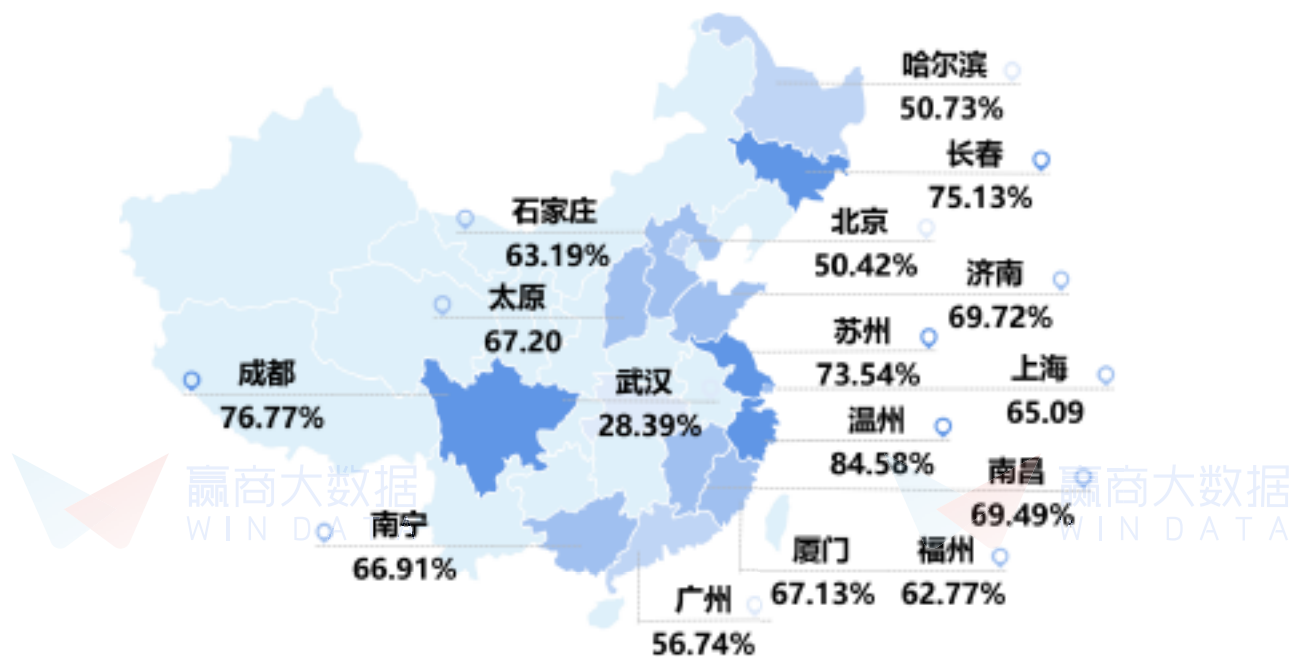 哈尔滨
50.73%
长春
75.13%
石家庄
63.19%
北京
50.42%
济南
69.72%
太原
67.20
苏州
73.54%
成都
76.77%
武汉
28.39%
上海
65.09
温州
84.58%
南昌
69.49%
赢商大数据
WIN DATA
赢商大数据
WIN DATA
南宁
66.91%
厦门
67.13%
福州
62.77%
广州
56.74%